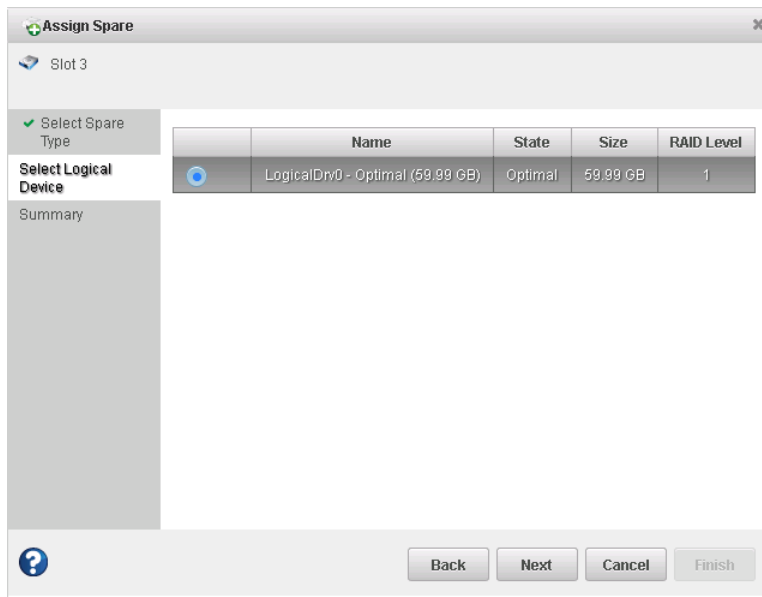 Assign Spare
Slot 3
Select Spare
Type
Select Logical
Device
Summary
Name State Size RAID Level
LogicalDrv0 - Optimal (59.99 GB) Optimal 59.99 GB 1
Back Next Cancel Finish